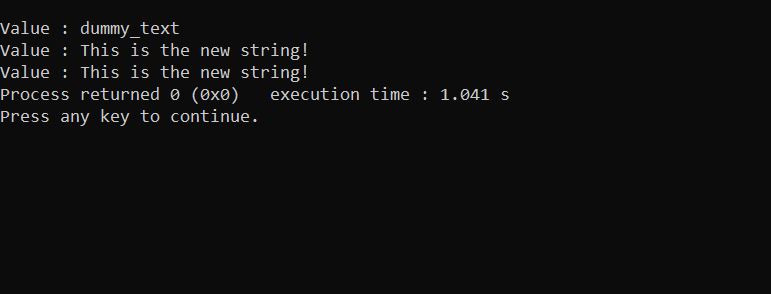 Value : dummy_text
Value : This is the new string!
Value : This is the new string!
Process returned 0 (0x0)   execution time : 1.041 s
Press any key to continue.